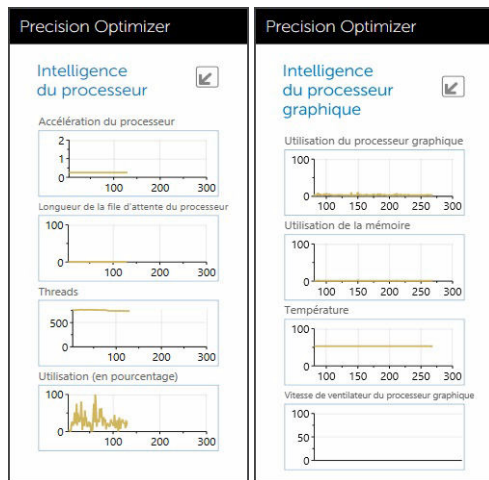 Precision Optimizer
Intelligence
du processeur
Accélération du processeur
2
1
0
100 200 300
Longueur de la file d'attente du processeur
100
0
100 200 300
Threads
500
0
100 200 300
Utilisation (en pourcentage)
100
0
100 200 300
Precision Optimizer
Intelligence
du processeur
graphique
Utilisation du processeur graphique
100
0
100 150 200 250 300
Utilisation de la mémoire
100
0
100 150 200 250 300
Température
100
0
100 150 200 250 300
Vitesse de ventilateur du processeur graphique
100
50
0